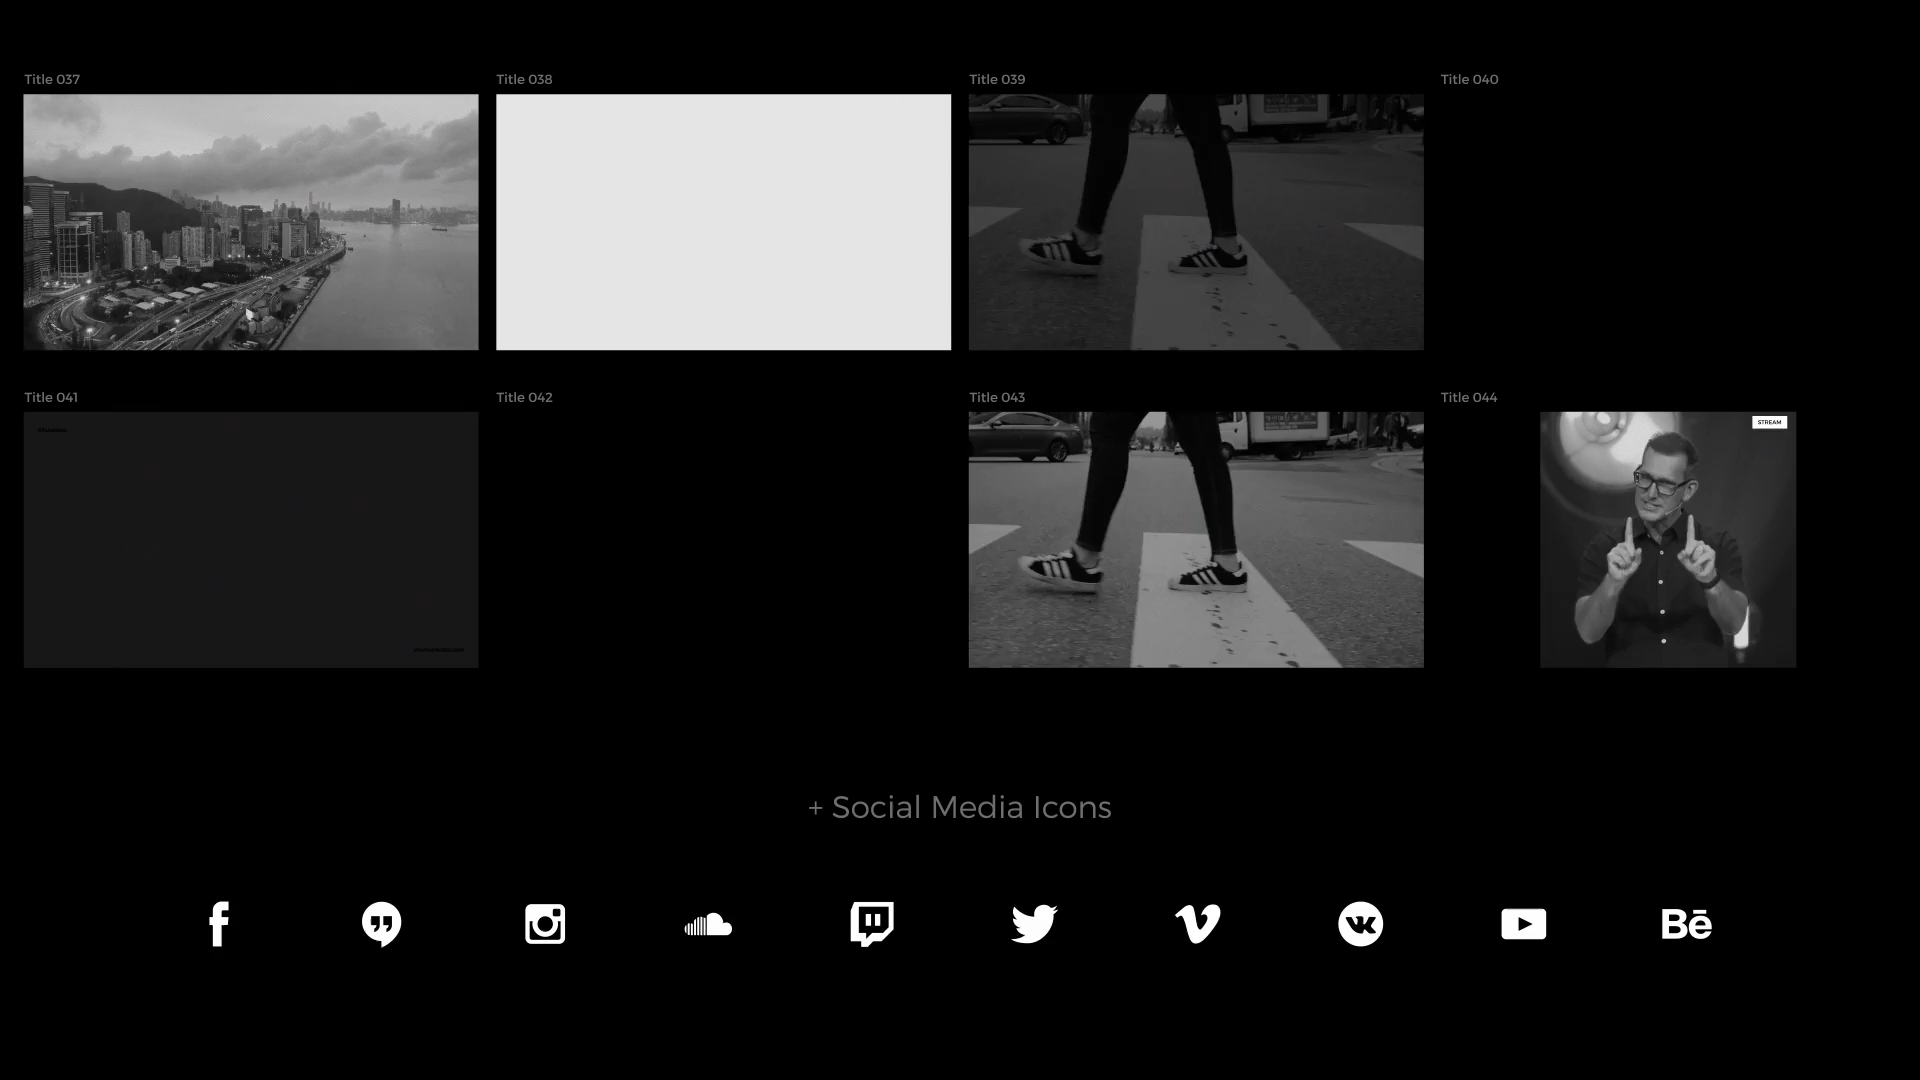 Title 037
Title 038
Title 039
Title 040
Title 041
Title 042
Title 043
Title 044
STREAM
+ Social Media Icons
Bē